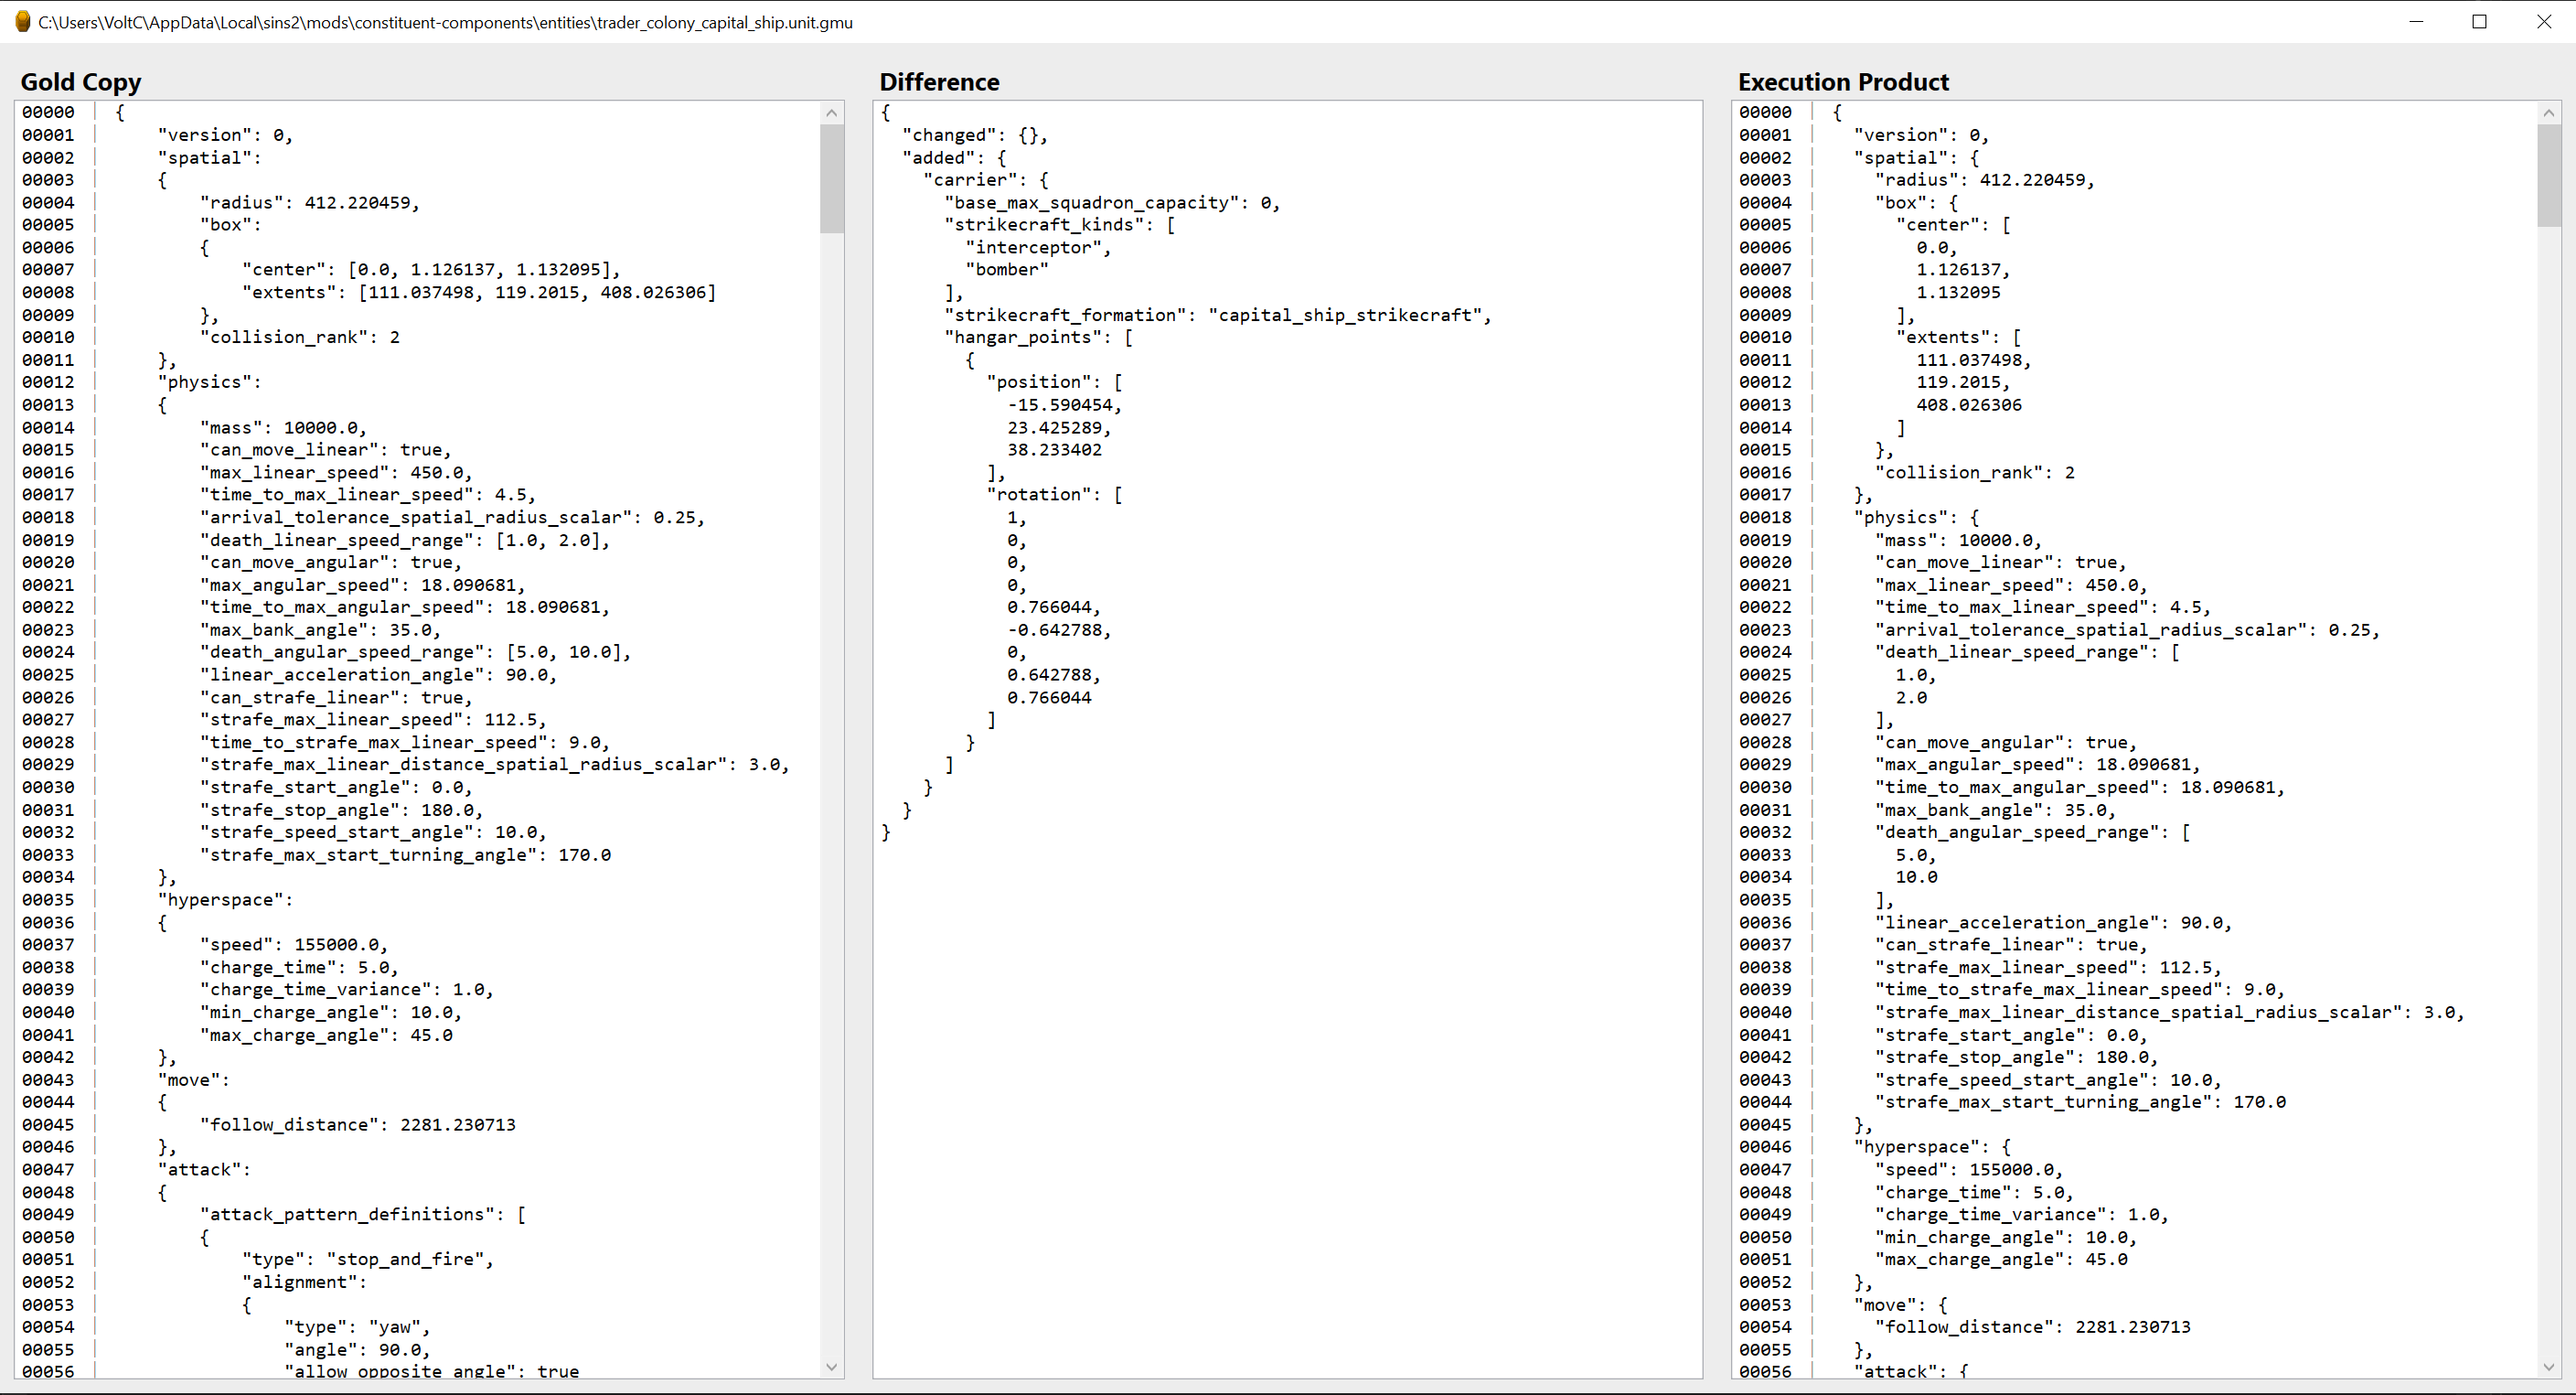 C:\Users\VoltC\AppData\Local\sins2\mods\constituent-components\entities\trader_colony_capital_ship.unit.gmu
Gold Copy
00000 | {
00001 | "version": 0,
00002 | "spatial":
00003 | {
00004 | "radius": 412.220459,
00005 | "box":
00006 | {
00007 | "center": [0.0, 1.126137, 1.132095],
00008 | "extents": [111.037498, 119.2015, 408.026306]
00009 | },
00010 | "collision_rank": 2
00011 | },
00012 | "physics":
00013 | {
00014 | "mass": 10000.0,
00015 | "can_move_linear": true,
00016 | "max_linear_speed": 450.0,
00017 | "time_to_max_linear_speed": 4.5,
00018 | "arrival_tolerance_spatial_radius_scalar": 0.25,
00019 | "death_linear_speed_range": [1.0, 2.0],
00020 | "can_move_angular": true,
00021 | "max_angular_speed": 18.090681,
00022 | "time_to_max_angular_speed": 18.090681,
00023 | "max_bank_angle": 35.0,
00024 | "death_angular_speed_range": [5.0, 10.0],
00025 | "linear_acceleration_angle": 90.0,
00026 | "can_strafe_linear": true,
00027 | "strafe_max_linear_speed": 112.5,
00028 | "time_to_strafe_max_linear_speed": 9.0,
00029 | "strafe_max_linear_distance_spatial_radius_scalar": 3.0,
00030 | "strafe_start_angle": 0.0,
00031 | "strafe_stop_angle": 180.0,
00032 | "strafe_speed_start_angle": 10.0,
00033 | "strafe_max_start_turning_angle": 170.0
00034 | },
00035 | "hyperspace":
00036 | {
00037 | "speed": 155000.0,
00038 | "charge_time": 5.0,
00039 | "charge_time_variance": 1.0,
00040 | "min_charge_angle": 10.0,
00041 | "max_charge_angle": 45.0
00042 | },
00043 | "move":
00044 | {
00045 | "follow_distance": 2281.230713
00046 | },
00047 | "attack":
00048 | {
00049 | "attack_pattern_definitions": [
00050 | {
00051 | "type": "stop_and_fire",
00052 | "alignment":
00053 | {
00054 | "type": "yaw",
00055 | "angle": 90.0,
00056 | "allow_opposite_angle": true
Difference
{
"changed": {},
"added": {
"carrier": {
"base_max_squadron_capacity": 0,
"strikecraft_kinds": [
"interceptor",
"bomber"
],
"strikecraft_formation": "capital_ship_strikecraft",
"hangar_points": [
{
"position": [
-15.590454,
23.425289,
38.233402
],
"rotation": [
1,
0,
0,
0,
0.766044,
-0.642788,
0,
0.642788,
0.766044
]
}
]
}
}
}
Execution Product
00000 | {
00001 | "version": 0,
00002 | "spatial": {
00003 | "radius": 412.220459,
00004 | "box": {
00005 | "center": [
00006 | 0.0,
00007 | 1.126137,
00008 | 1.132095
00009 | ],
00010 | "extents": [
00011 | 111.037498,
00012 | 119.2015,
00013 | 408.026306
00014 | ]
00015 | },
00016 | "collision_rank": 2
00017 | },
00018 | "physics": {
00019 | "mass": 10000.0,
00020 | "can_move_linear": true,
00021 | "max_linear_speed": 450.0,
00022 | "time_to_max_linear_speed": 4.5,
00023 | "arrival_tolerance_spatial_radius_scalar": 0.25,
00024 | "death_linear_speed_range": [
00025 | 1.0,
00026 | 2.0
00027 | ],
00028 | "can_move_angular": true,
00029 | "max_angular_speed": 18.090681,
00030 | "time_to_max_angular_speed": 18.090681,
00031 | "max_bank_angle": 35.0,
00032 | "death_angular_speed_range": [
00033 | 5.0,
00034 | 10.0
00035 | ],
00036 | "linear_acceleration_angle": 90.0,
00037 | "can_strafe_linear": true,
00038 | "strafe_max_linear_speed": 112.5,
00039 | "time_to_strafe_max_linear_speed": 9.0,
00040 | "strafe_max_linear_distance_spatial_radius_scalar": 3.0,
00041 | "strafe_start_angle": 0.0,
00042 | "strafe_stop_angle": 180.0,
00043 | "strafe_speed_start_angle": 10.0,
00044 | "strafe_max_start_turning_angle": 170.0
00045 | },
00046 | "hyperspace": {
00047 | "speed": 155000.0,
00048 | "charge_time": 5.0,
00049 | "charge_time_variance": 1.0,
00050 | "min_charge_angle": 10.0,
00051 | "max_charge_angle": 45.0
00052 | },
00053 | "move": {
00054 | "follow_distance": 2281.230713
00055 | },
00056 | "attack": {